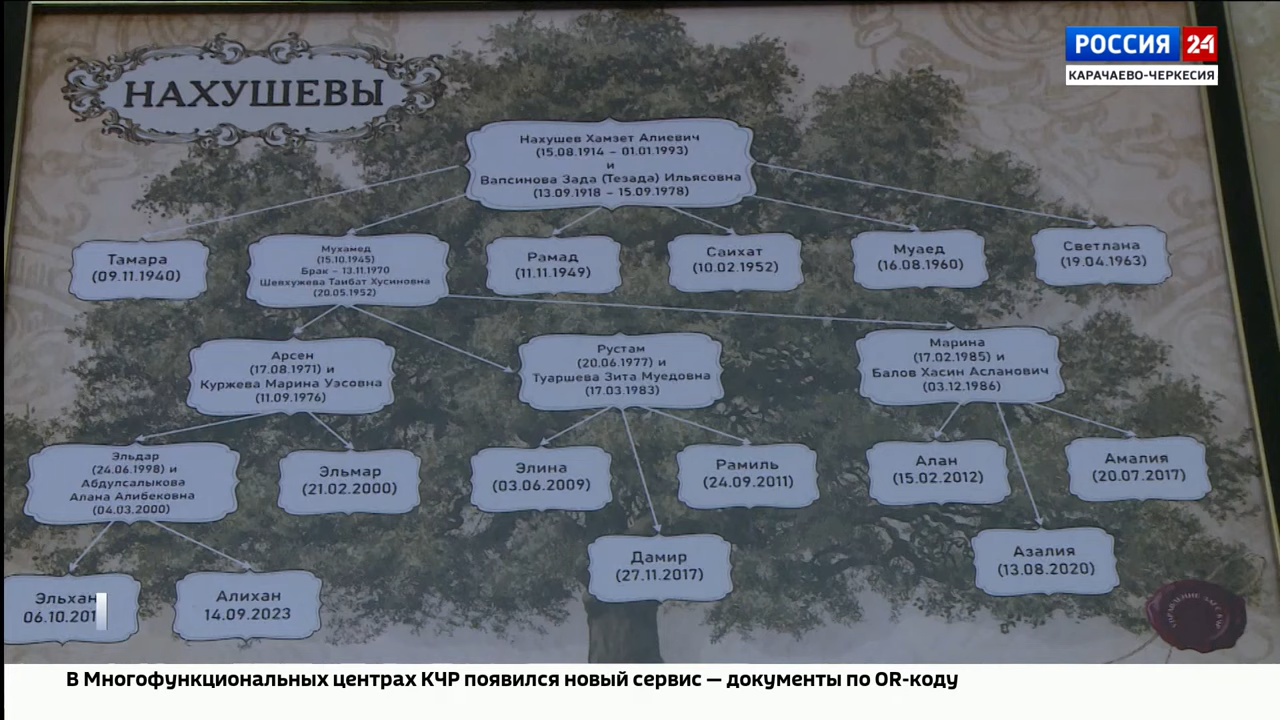 РОССИЯ 24
КАРАЧАЕВО-ЧЕРКЕСИЯ
НАХУШЕВЫ
Нахушев Хамзет Алиевич
(15.08.1914 – 01.01.1993)
и
Вапсинова Зада (Тезада) Ильясовна
(13.09.1918 – 15.09.1978)
Тамара
(09.11.1940)
Мухамед
(15.10.1945)
Брак – 13.11.1970
Шевхужева Таибат Хусиновна
(20.05.1952)
Рамад
(11.11.1949)
Саихат
(10.02.1952)
Муаед
(16.08.1960)
Светлана
(19.04.1963)
Арсен
(17.08.1971) и
Куржева Марина Уэсовна
(11.09.1976)
Рустам
(20.06.1977) и
Туаршева Зита Муедовна
(17.03.1983)
Марина
(17.02.1985) и
Балов Хасин Асланович
(03.12.1986)
Эльдар
(24.06.1998) и
Абдулсалыкова
Алана Алибековна
(04.03.2000)
Эльмар
(21.02.2000)
Элина
(03.06.2009)
Рамиль
(24.09.2011)
Алан
(15.02.2012)
Амалия
(20.07.2017)
Дамир
(27.11.2017)
Азалия
(13.08.2020)
Эльхан
06.10.201
Алихан
14.09.2023
В Многофункциональных центрах КЧР появился новый сервис — документы по QR-коду